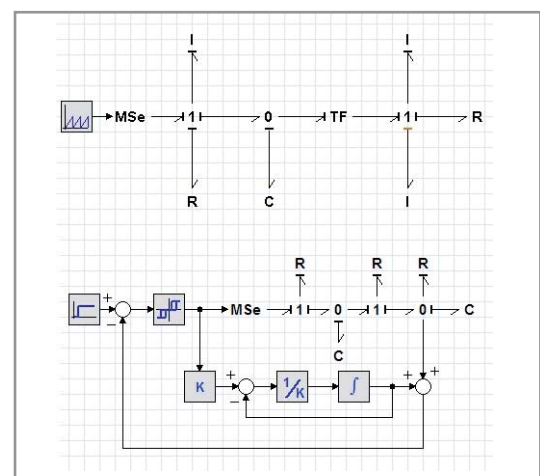 I I
MSe 1 0 TF 1 R
R C I
R R R
MSe 1 0 1 0 C
C
+ −
K + − 1/K ∫ + +